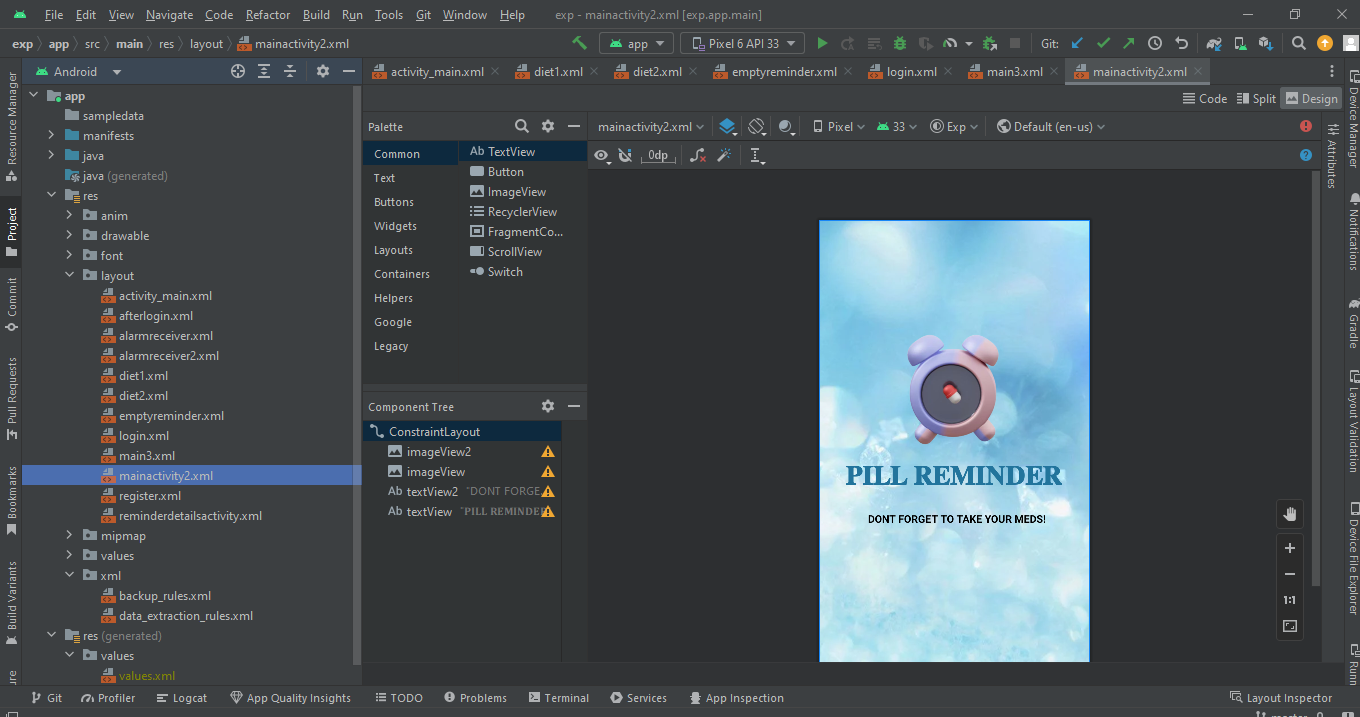 File Edit View Navigate Code Refactor Build Run Tools Git Window Help exp - mainactivity2.xml [exp.app.main]
exp app src main res layout mainactivity2.xml app Pixel 6 API 33 Git:
Android activity_main.xml diet1.xml diet2.xml emptyreminder.xml login.xml main3.xml mainactivity2.xml
Code Split Design
Resource Manager
Project
Commit
Pull Requests
Bookmarks
Build Variants
app
sampledata
manifests
java
java (generated)
res
anim
drawable
font
layout
activity_main.xml
afterlogin.xml
alarmreceiver.xml
alarmreceiver2.xml
diet1.xml
diet2.xml
emptyreminder.xml
login.xml
main3.xml
mainactivity2.xml
register.xml
reminderdetailsactivity.xml
mipmap
values
xml
backup_rules.xml
data_extraction_rules.xml
res (generated)
values
values.xml
Palette
Common
Text
Buttons
Widgets
Layouts
Containers
Helpers
Google
Legacy
Ab TextView
Button
ImageView
RecyclerView
FragmentCo...
ScrollView
Switch
Component Tree
ConstraintLayout
imageView2
imageView
Ab textView2 "DONT FORGE
Ab textView "PILL REMINDER
mainactivity2.xml Pixel 33 Exp Default (en-us)
0dp
PILL REMINDER
DONT FORGET TO TAKE YOUR MEDS!
1:1
Attributes
Device Manager
Notifications
Gradle
Layout Validation
Device File Explorer
Git Profiler Logcat App Quality Insights TODO Problems Terminal Services App Inspection Layout Inspector